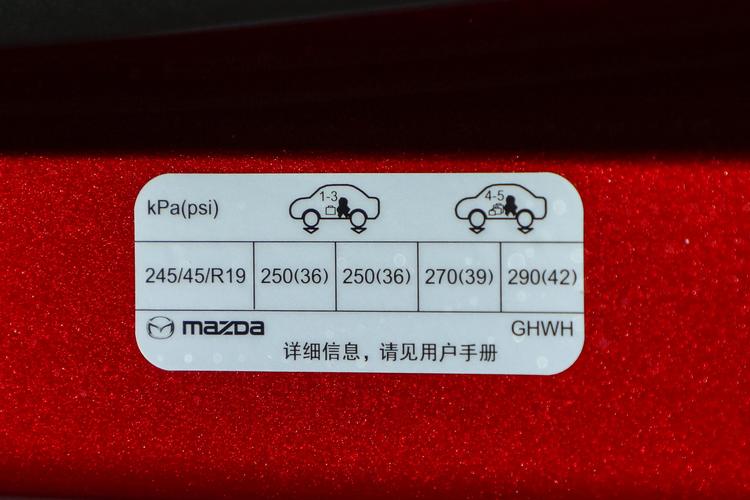 kPa(psi) 1-3 4-5
245/45/R19 250(36) 250(36) 270(39) 290(42)
mazda GHWH
详细信息，请见用户手册